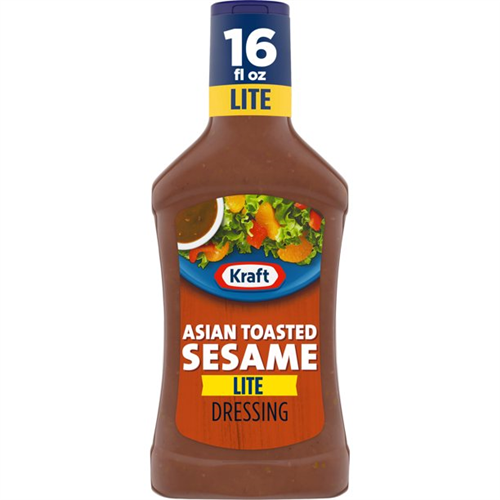 16
fl oz
LITE
Kraft
ASIAN TOASTED
SESAME
LITE
DRESSING